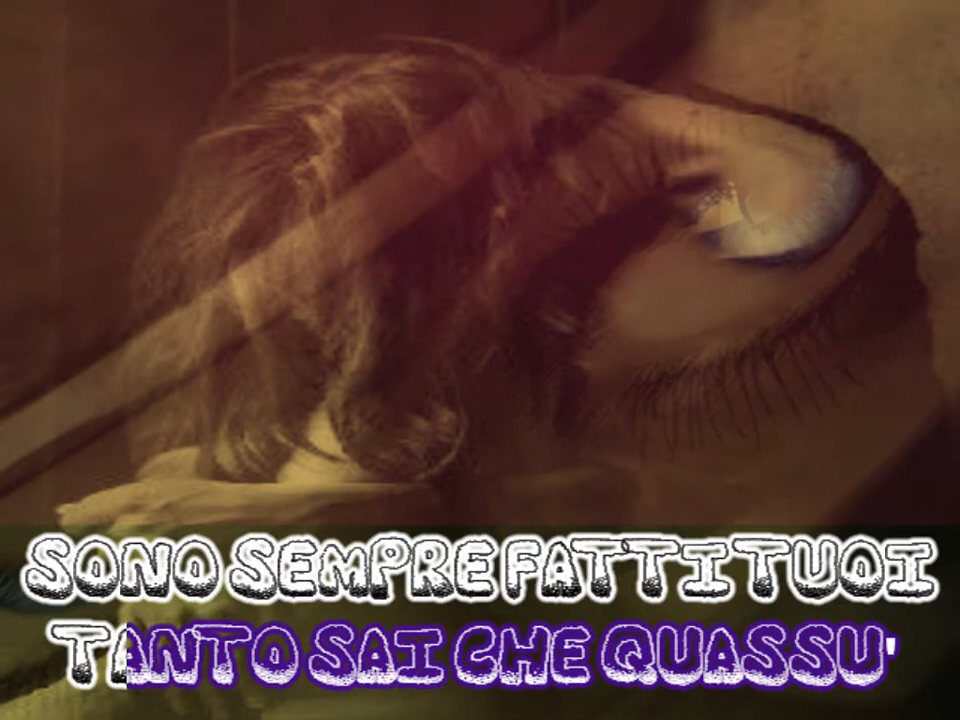 SONO SEMPRE FATTI TUOI
TANTO SAI CHE QUASSU'